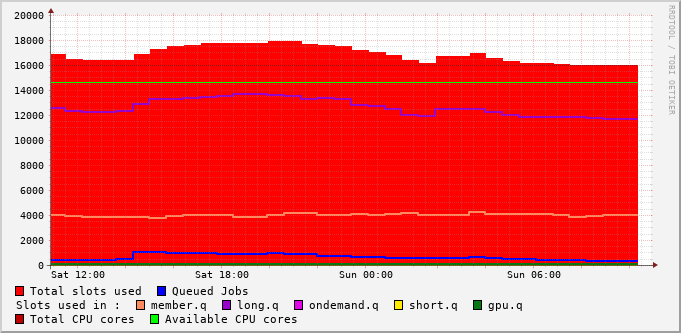 RRDTOOL / TOBI OETIKER
20000
18000
16000
14000
12000
10000
8000
6000
4000
2000
0
Sat 12:00 Sat 18:00 Sun 00:00 Sun 06:00
Total slots used Queued Jobs
Slots used in : member.q long.q ondemand.q short.q gpu.q
Total CPU cores Available CPU cores